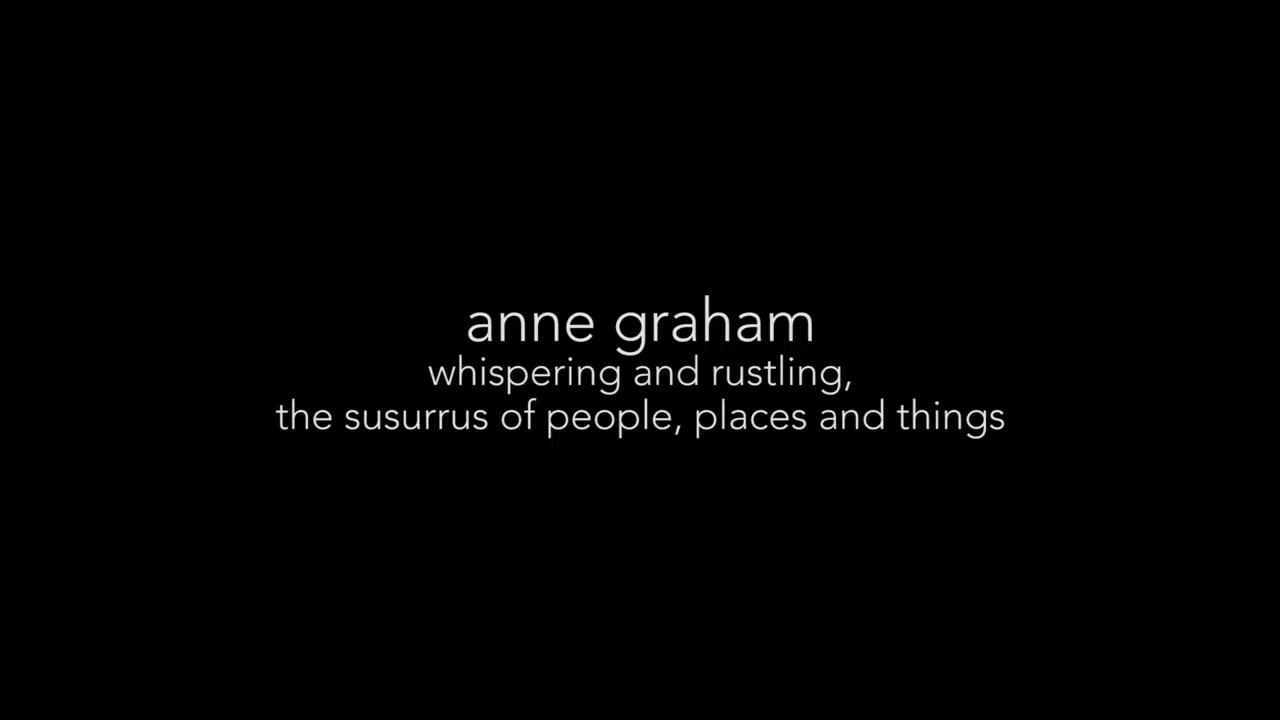 anne graham
whispering and rustling,
the susurrus of people, places and things